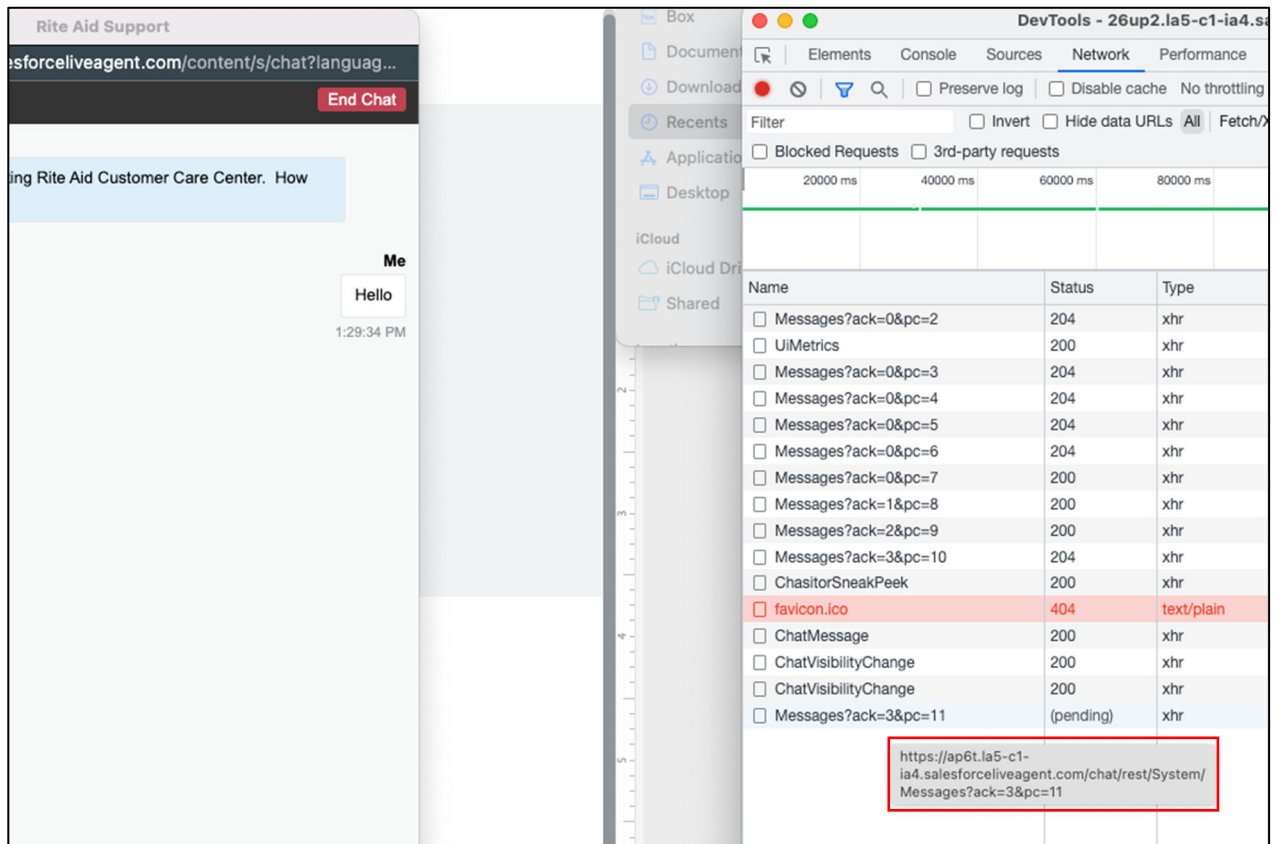 Rite Aid Support
esforceliveagent.com/content/s/chat?languag...
End Chat
ing Rite Aid Customer Care Center. How
Me
Hello
1:29:34 PM
Box
Document
Download
Recents
Applicatio
Desktop
iCloud
iCloud Dri
Shared
2
3
4
5
DevTools - 26up2.la5-c1-ia4.sa
Elements Console Sources Network Performance
Preserve log Disable cache No throttling
Filter Invert Hide data URLs All Fetch/X
Blocked Requests 3rd-party requests
20000 ms 40000 ms 60000 ms 80000 ms
Name Status Type
Messages?ack=0&pc=2 204 xhr
UiMetrics 200 xhr
Messages?ack=0&pc=3 204 xhr
Messages?ack=0&pc=4 204 xhr
Messages?ack=0&pc=5 204 xhr
Messages?ack=0&pc=6 204 xhr
Messages?ack=0&pc=7 200 xhr
Messages?ack=1&pc=8 200 xhr
Messages?ack=2&pc=9 200 xhr
Messages?ack=3&pc=10 204 xhr
ChasitorSneakPeek 200 xhr
favicon.ico 404 text/plain
ChatMessage 200 xhr
ChatVisibilityChange 200 xhr
ChatVisibilityChange 200 xhr
Messages?ack=3&pc=11 (pending) xhr
https://ap6t.la5-c1-
ia4.salesforceliveagent.com/chat/rest/System/
Messages?ack=3&pc=11